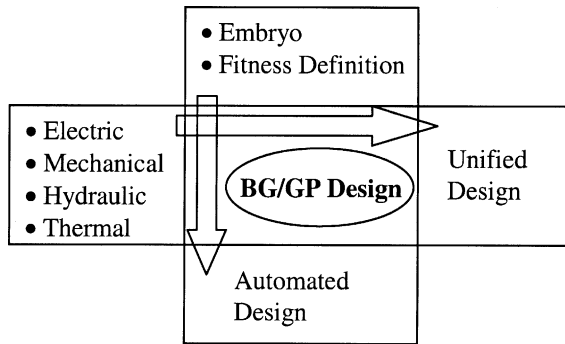 • Embryo
• Fitness Definition
• Electric
• Mechanical
• Hydraulic
• Thermal
BG/GP Design
Unified
Design
Automated
Design